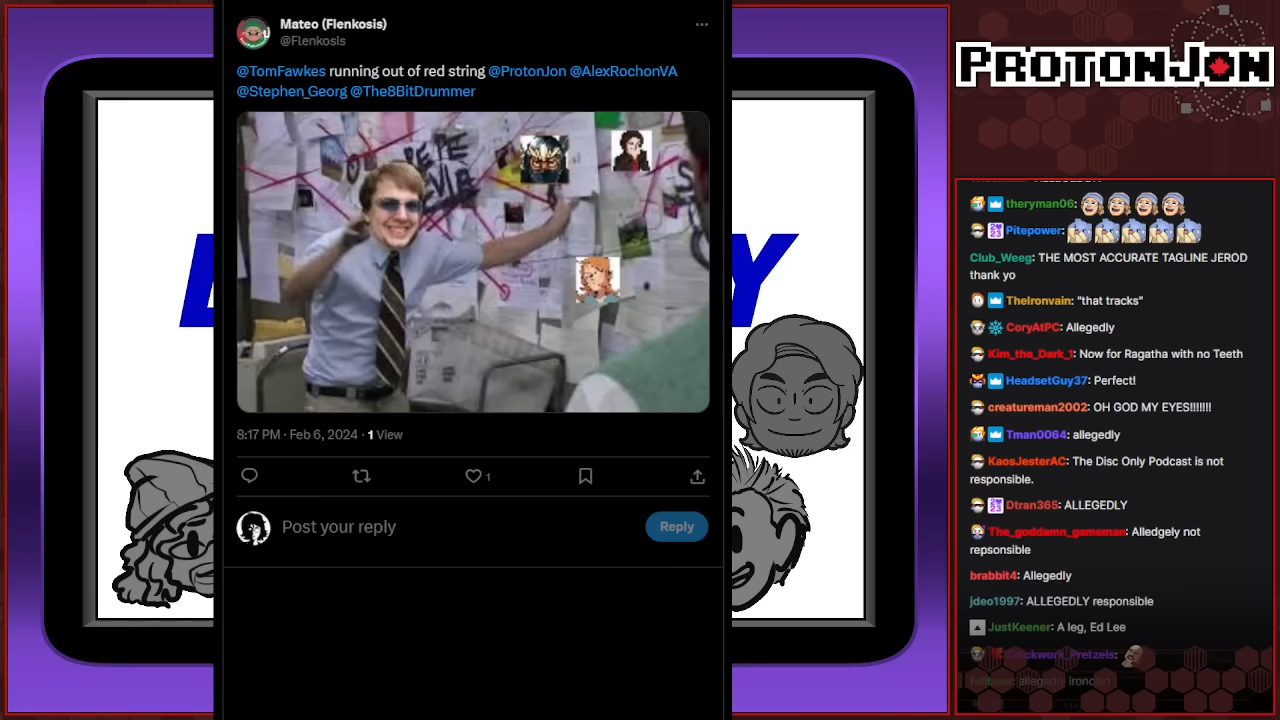 Mateo (Flenkosis)
@Flenkosis
@TomFawkes running out of red string @ProtonJon @AlexRochonVA
@Stephen_Georg @The8BitDrummer
PEPE
8:17 PM · Feb 6, 2024 · 1 View
1
Post your reply
Reply
Y
PROTONJON
theryman06:
Pitepower:
Club_Weeg: THE MOST ACCURATE TAGLINE JEROD
thank yo
TheIronvain: "that tracks"
CoryAtPC: Allegedly
Kim_the_Dark_1: Now for Ragatha with no Teeth
HeadsetGuy37: Perfect!
creatureman2002: OH GOD MY EYES!!!!!!!
Tman0064: allegedly
KaosJesterAC: The Disc Only Podcast is not
responsible.
Dtran365: ALLEGEDLY
The_goddamn_gameman: Alledgely not
repsonsible
brabbit4: Allegedly
jdeo1997: ALLEGEDLY responsible
JustKeener: A leg, Ed Lee
Clockwork_Pretzels:
allegedly ironclad